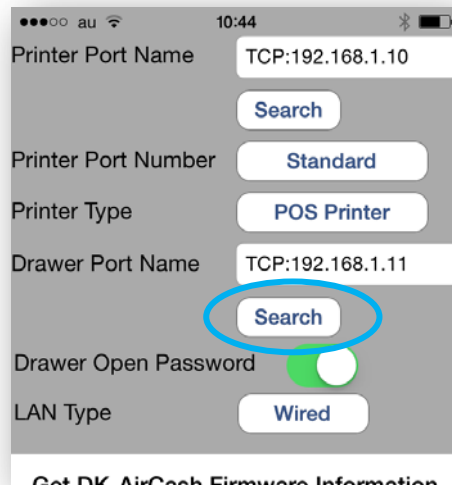 au 10:44
Printer Port Name TCP:192.168.1.10
Search
Printer Port Number Standard
Printer Type POS Printer
Drawer Port Name TCP:192.168.1.11
Search
Drawer Open Password
LAN Type Wired
Get DK-AirCash Firmware Information